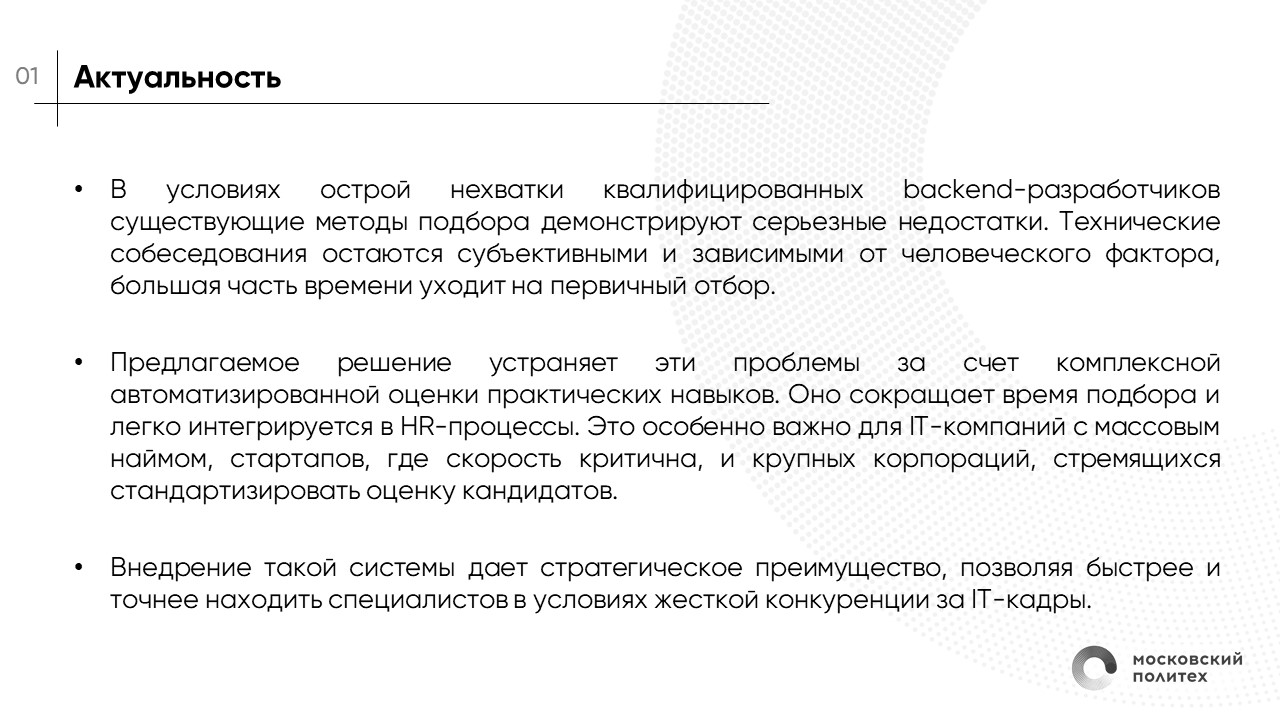 01
Актуальность
• В условиях острой нехватки квалифицированных backend-разработчиков
существующие методы подбора демонстрируют серьезные недостатки. Технические
собеседования остаются субъективными и зависимыми от человеческого фактора,
большая часть времени уходит на первичный отбор.
• Предлагаемое решение устраняет эти проблемы за счет комплексной
автоматизированной оценки практических навыков. Оно сокращает время подбора и
легко интегрируется в HR-процессы. Это особенно важно для IT-компаний с массовым
наймом, стартапов, где скорость критична, и крупных корпораций, стремящихся
стандартизировать оценку кандидатов.
• Внедрение такой системы дает стратегическое преимущество, позволяя быстрее и
точнее находить специалистов в условиях жесткой конкуренции за IT-кадры.
московский
политех